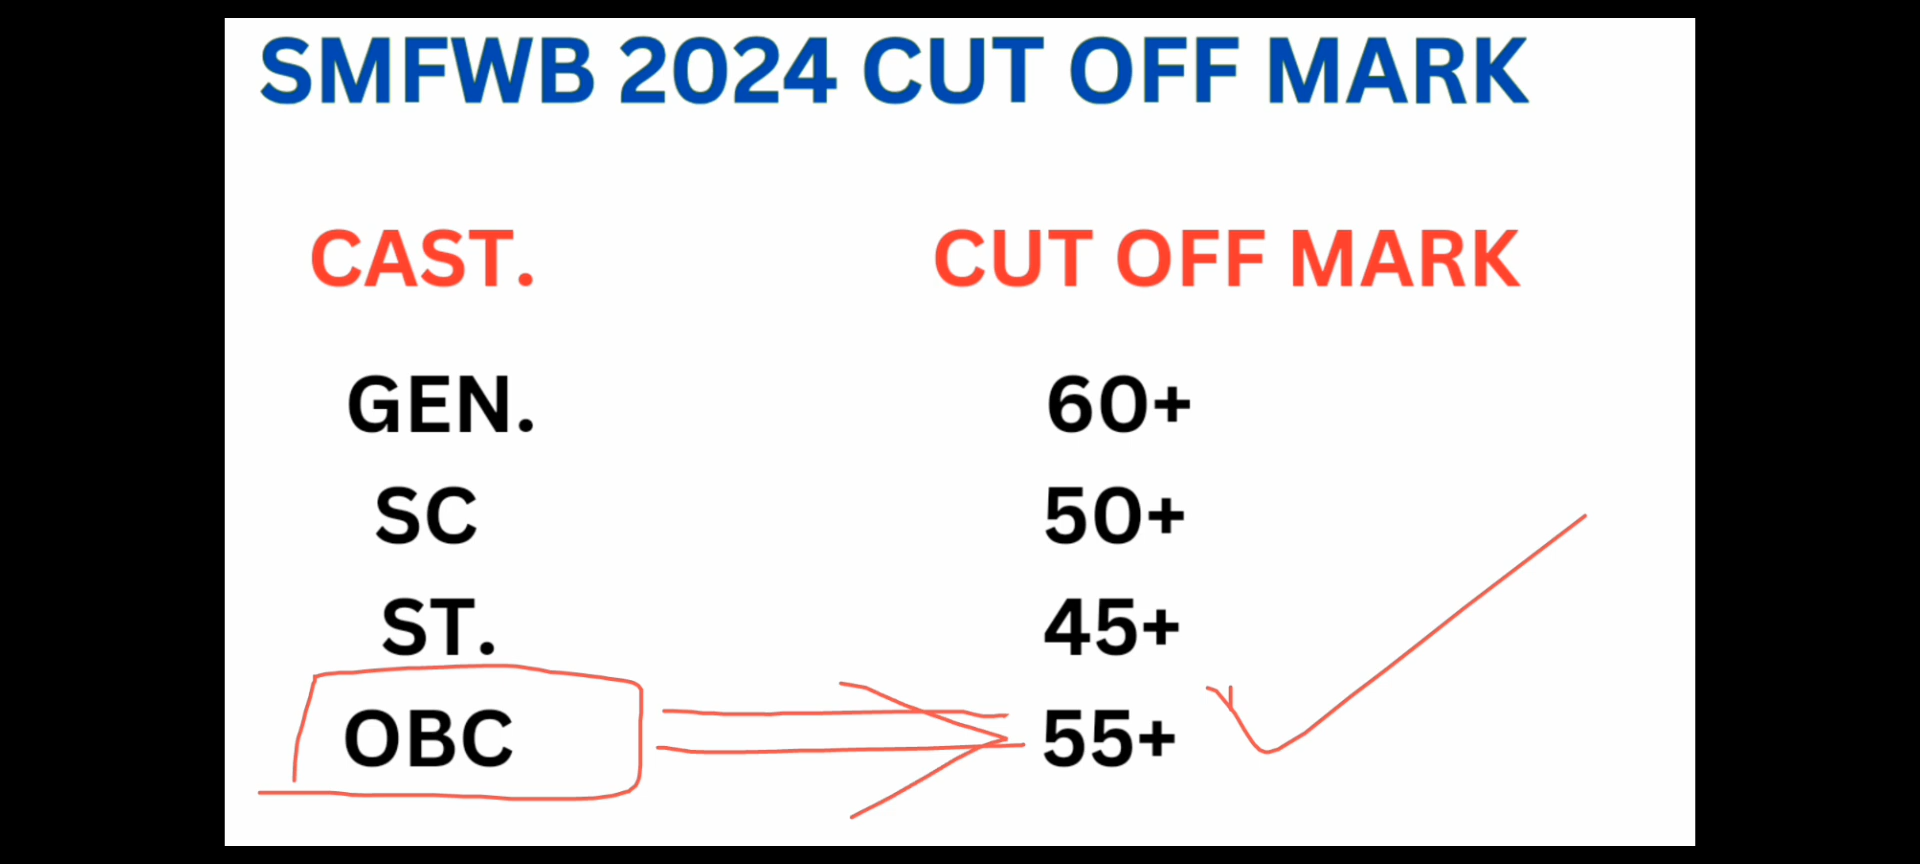 SMFWB 2024 CUT OFF MARK
CAST. CUT OFF MARK
GEN. 60+
SC 50+
ST. 45+
OBC 55+